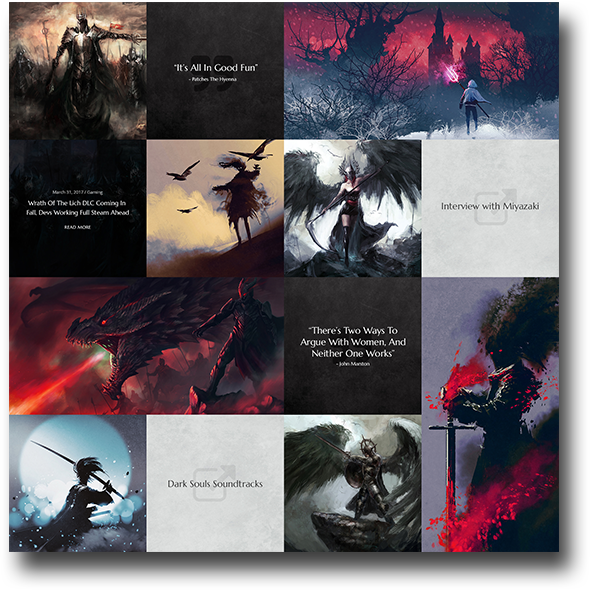 “It’s All In Good Fun”
- Patches The Hyenna
March 31, 2017 / Gaming
Wrath Of The Lich DLC Coming In
Fall, Devs Working Full Steam Ahead
READ MORE
Interview with Miyazaki
“There’s Two Ways To
Argue With Women, And
Neither One Works”
- John Manton
Dark Souls Soundtracks